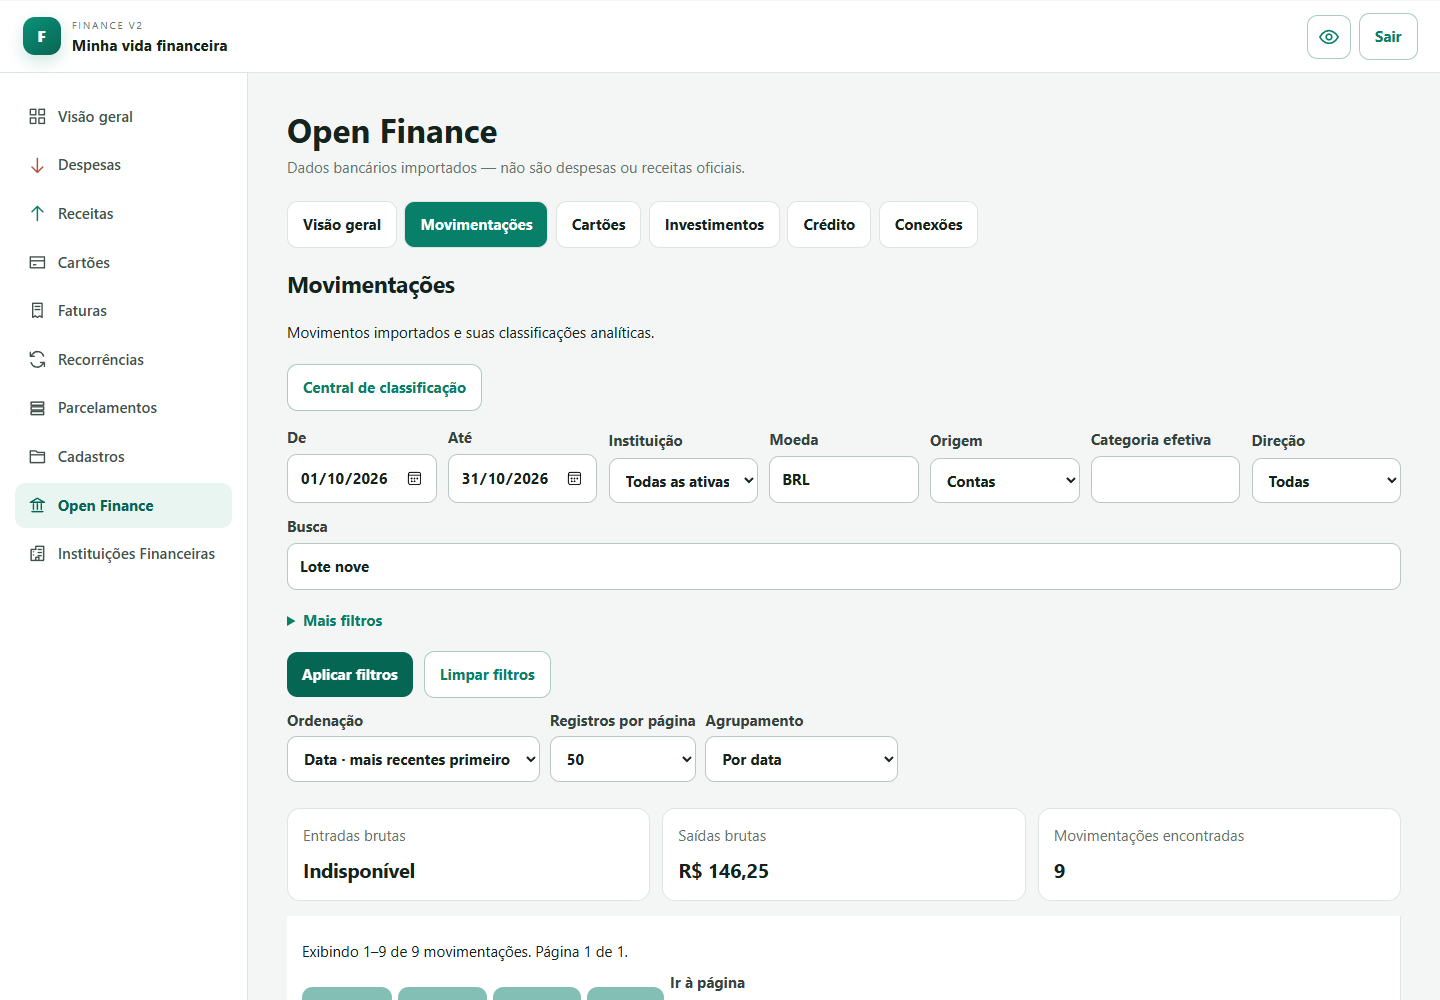 F
FINANCE V2
Minha vida financeira
Sair
Visão geral
Despesas
Receitas
Cartões
Faturas
Recorrências
Parcelamentos
Cadastros
Open Finance
Instituições Financeiras
Open Finance
Dados bancários importados — não são despesas ou receitas oficiais.
Visão geral Movimentações Cartões Investimentos Crédito Conexões
Movimentações
Movimentos importados e suas classificações analíticas.
Central de classificação
De Até Instituição Moeda Origem Categoria efetiva Direção
01/10/2026 31/10/2026 Todas as ativas BRL Contas Todas
Busca
Lote nove
Mais filtros
Aplicar filtros Limpar filtros
Ordenação Registros por página Agrupamento
Data · mais recentes primeiro 50 Por data
Entradas brutas Saídas brutas Movimentações encontradas
Indisponível R$ 146,25 9
Exibindo 1–9 de 9 movimentações. Página 1 de 1.
Ir à página